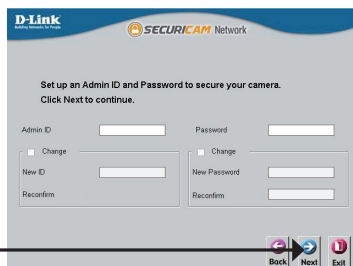 D-Link
Building Networks for People
SECURICAM Network
Set up an Admin ID and Password to secure your camera.
Click Next to continue.
Admin ID
Password
Change
Change
New ID
New Password
Reconfirm
Reconfirm
Back
Next
Exit